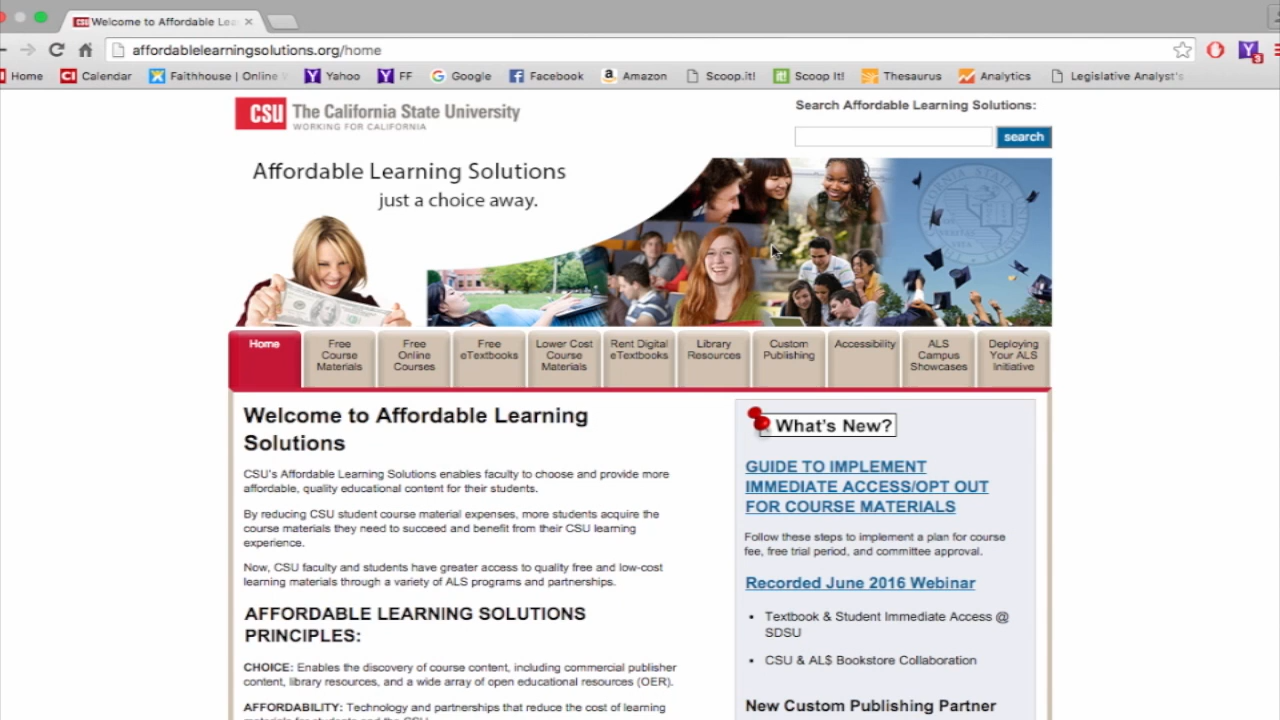 Welcome to Affordable Lea
affordablelearningsolutions.org/home
Home Calendar Faithhouse | Online Yahoo FF Google Facebook Amazon Scoop.it! Scoop It! Thesaurus Analytics Legislative Analyst's
3
CSU The California State University
WORKING FOR CALIFORNIA
Search Affordable Learning Solutions:
search
Affordable Learning Solutions
just a choice away.
Home
Free
Course
Materials
Free
Online
Courses
Free
eTextbooks
Lower Cost
Course
Materials
Rent Digital
eTextbooks
Library
Resources
Custom
Publishing
Accessibility
ALS
Campus
Showcases
Deploying
Your ALS
Initiative
Welcome to Affordable Learning
Solutions
CSU's Affordable Learning Solutions enables faculty to choose and provide more
affordable, quality educational content for their students.
By reducing CSU student course material expenses, more students acquire the
course materials they need to succeed and benefit from their CSU learning
experience.
Now, CSU faculty and students have greater access to quality free and low-cost
learning materials through a variety of ALS programs and partnerships.
AFFORDABLE LEARNING SOLUTIONS
PRINCIPLES:
CHOICE: Enables the discovery of course content, including commercial publisher
content, library resources, and a wide array of open educational resources (OER).
AFFORDABILITY: Technology and partnerships that reduce the cost of learning
What's New?
GUIDE TO IMPLEMENT
IMMEDIATE ACCESS/OPT OUT
FOR COURSE MATERIALS
Follow these steps to implement a plan for course
fee, free trial period, and committee approval.
Recorded June 2016 Webinar
• Textbook & Student Immediate Access @
SDSU
• CSU & AL$ Bookstore Collaboration
New Custom Publishing Partner